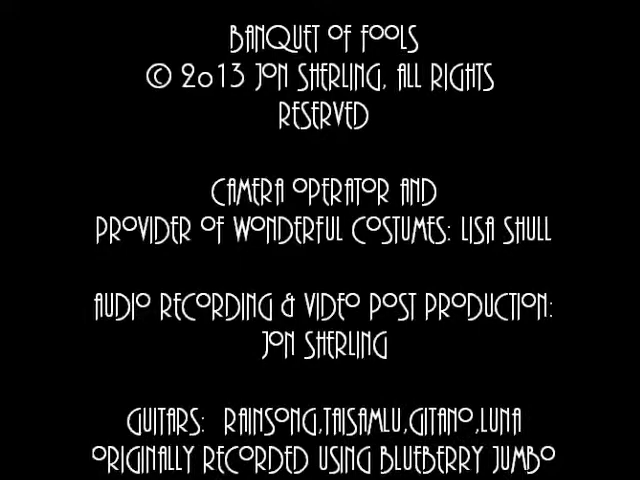 BANQUET OF FOOLS
© 2013 JON SHERLING, ALL RIGHTS
RESERVED
CAMERA OPERATOR AND
PROVIDER OF WONDERFUL COSTUMES: LISA SHULL
AUDIO RECORDING & VIDEO POST PRODUCTION:
JON SHERLING
GUITARS: RAINSONG,TAISAMLU,GITANO,LUNA
ORIGINALLY RECORDED USING BLUEBERRY JUMBO